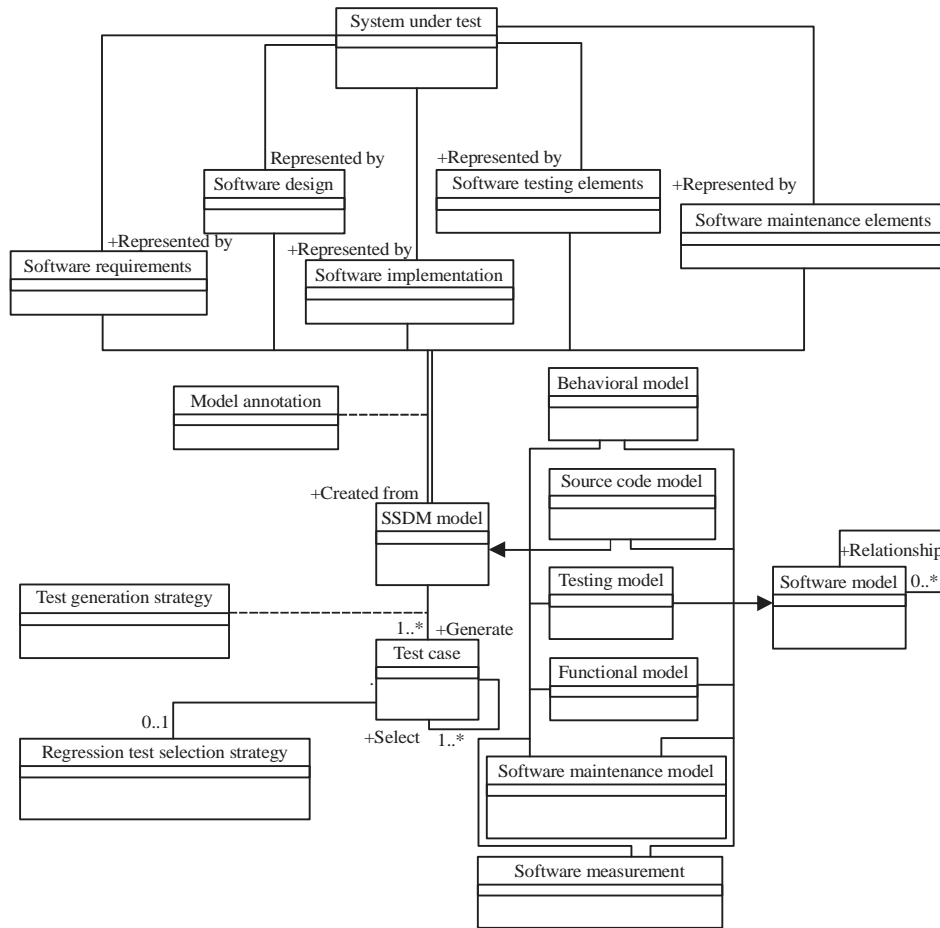 System under test
Represented by
+Represented by
Software design
Software testing elements
+Represented by
Software maintenance elements
+Represented by
+Represented by
Software requirements
Software implementation
Behavioral model
Model annotation
Source code model
+Created from
SSDM model
+Relationship
Testing model
Software model
0..*
Test generation strategy
1..*
+Generate
Test case
Functional model
0..1
+Select
1..*
Regression test selection strategy
Software maintenance model
Software measurement